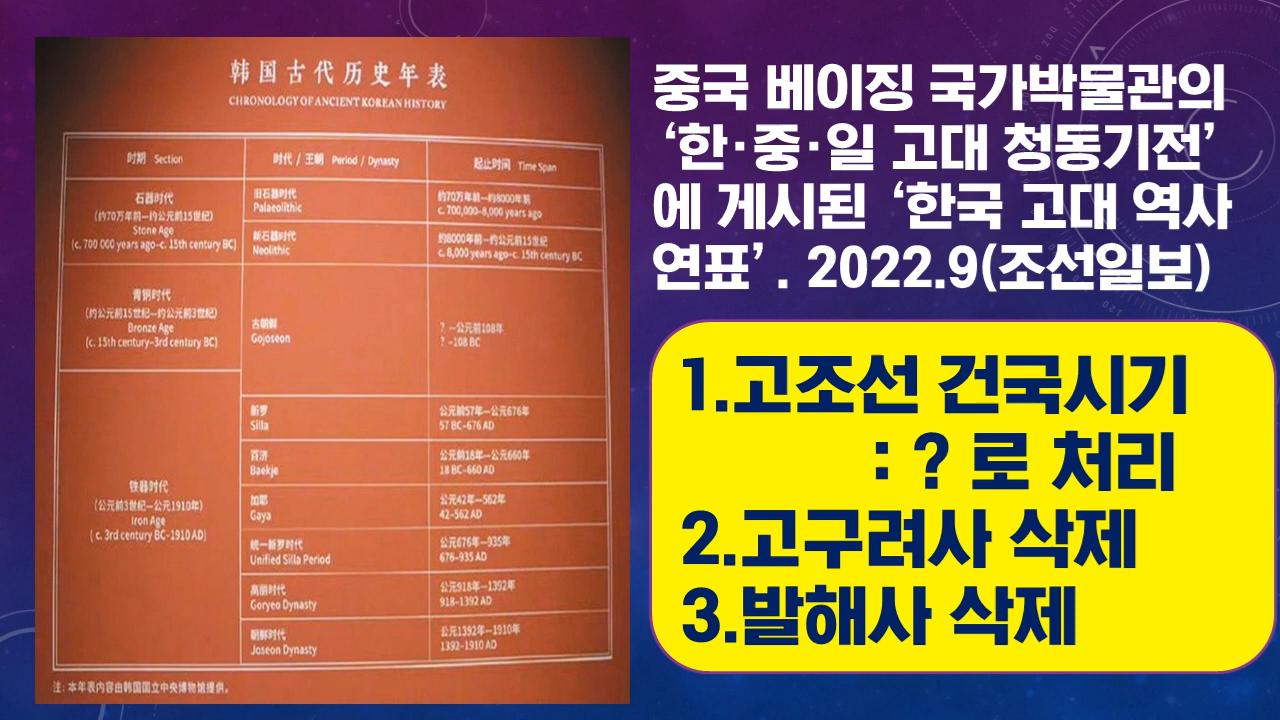 韩国古代历史年表
CHRONOLOGY OF ANCIENT KOREAN HISTORY
时期 Section
时代 / 王朝 Period / Dynasty
起止时间 Time Span
石器时代
(约70万年前—约公元前15世纪)
Stone Age
(c. 700 000 years ago–c. 15th century BC)
旧石器时代
Palaeolithic
约70万年前—约8000年前
c. 700,000–8,000 years ago
新石器时代
Neolithic
约8000年前—约公元前15世纪
c. 8,000 years ago–c. 15th century BC
青铜时代
(约公元前15世纪—约公元前3世纪)
Bronze Age
(c. 15th century–3rd century BC)
古朝鲜
Gojoseon
? —公元前108年
? –108 BC
铁器时代
(公元前3世纪—公元1910年)
Iron Age
( c. 3rd century BC–1910 AD)
新罗
Silla
公元前57年—公元676年
57 BC–676 AD
百济
Baekje
公元前18年—公元660年
18 BC–660 AD
加耶
Gaya
公元42年—562年
42–562 AD
统一新罗时代
Unified Silla Period
公元676年—935年
676–935 AD
高丽时代
Goryeo Dynasty
公元918年—1392年
918–1392 AD
朝鲜时代
Joseon Dynasty
公元1392年—1910年
1392–1910 AD
注: 本年表内容由韩国国立中央博物馆提供。
중국 베이징 국가박물관의
‘한·중·일 고대 청동기전’
에 게시된 ‘한국 고대 역사
연표’. 2022.9(조선일보)
1.고조선 건국시기
: ? 로 처리
2.고구려사 삭제
3.발해사 삭제